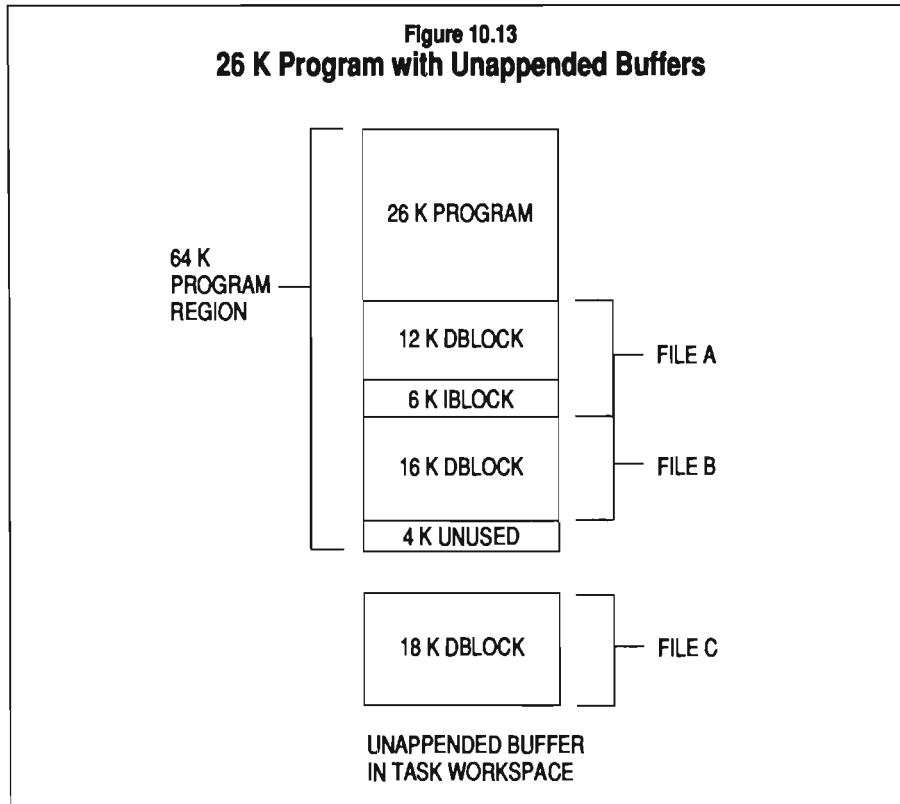 Figure 10.13
26 K Program with Unappended Buffers
26 K PROGRAM
64 K
PROGRAM
REGION
12 K DBLOCK
FILE A
6 K IBLOCK
16 K DBLOCK
FILE B
4 K UNUSED
18 K DBLOCK
FILE C
UNAPPENDED BUFFER
IN TASK WORKSPACE